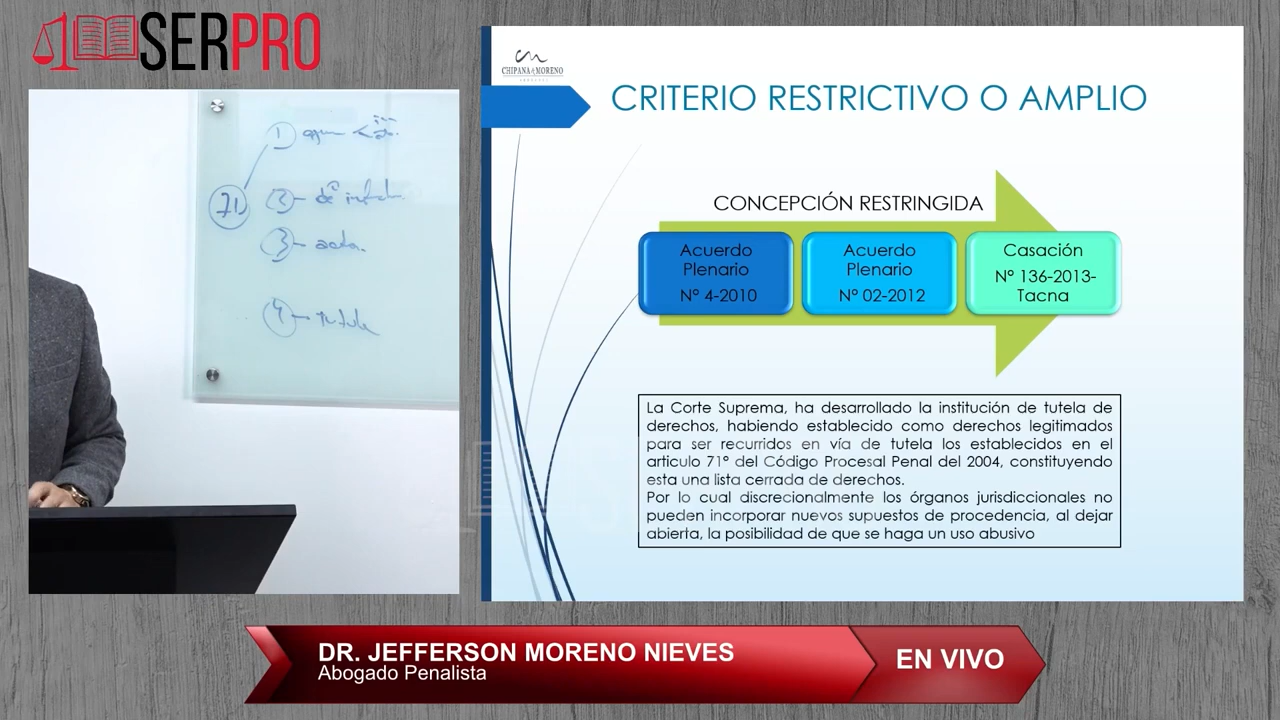 SERPRO
CHIPANA & MORENO
CRITERIO RESTRICTIVO O AMPLIO
CONCEPCIÓN RESTRINGIDA
Acuerdo
Plenario
N° 4-2010
Acuerdo
Plenario
N° 02-2012
Casación
N° 136-2013-
Tacna
La Corte Suprema, ha desarrollado la institución de tutela de
derechos, habiendo establecido como derechos legitimados
para ser recurridos en vía de tutela los establecidos en el
articulo 71° del Código Procesal Penal del 2004, constituyendo
esta una lista cerrada de derechos.
Por lo cual discrecionalmente los órganos jurisdiccionales no
pueden incorporar nuevos supuestos de procedencia, al dejar
abierta, la posibilidad de que se haga un uso abusivo
71
1
2
3
4
DR. JEFFERSON MORENO NIEVES
Abogado Penalista
EN VIVO